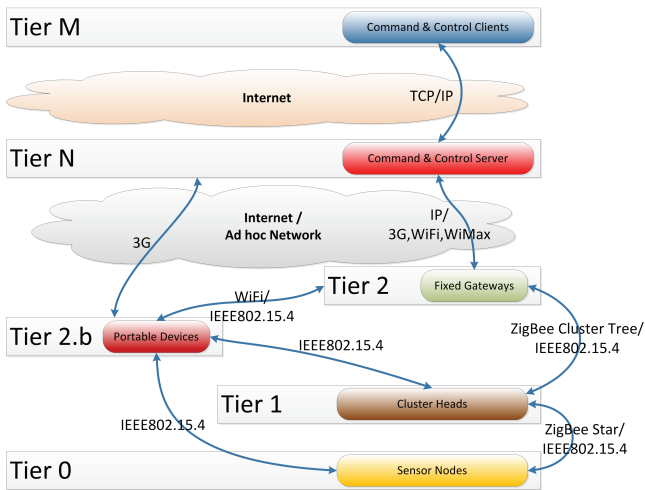 Tier M
Command & Control Clients
Internet
TCP/IP
Tier N
Command & Control Server
Internet /
Ad hoc Network
IP/
3G,WiFi,WiMax
3G
Tier 2
Fixed Gateways
WiFi/
IEEE802.15.4
Tier 2.b
Portable Devices
ZigBee Cluster Tree/
IEEE802.15.4
IEEE802.15.4
Tier 1
Cluster Heads
IEEE802.15.4
ZigBee Star/
IEEE802.15.4
Tier 0
Sensor Nodes